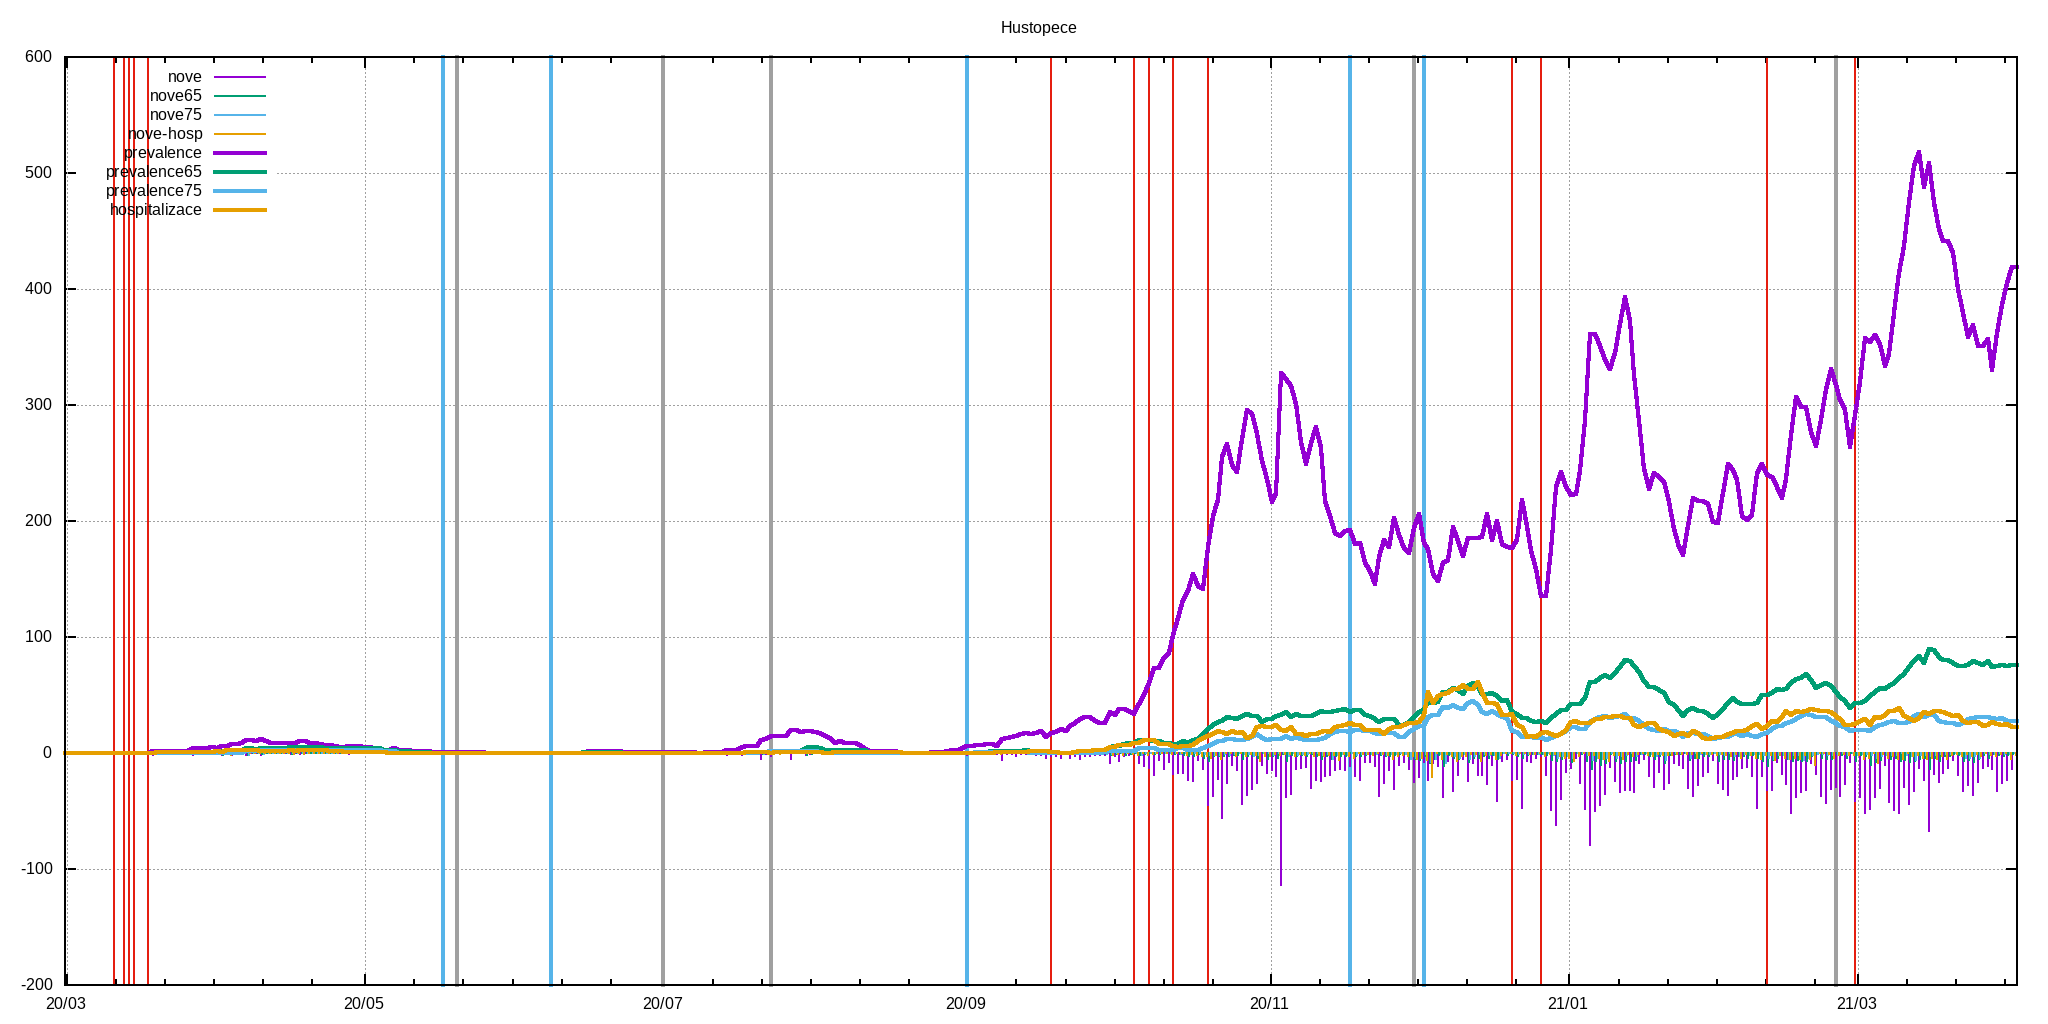 Hustopece
600
500
400
300
200
100
0
-100
-200
nove
nove65
nove75
nove-hosp
prevalence
prevalence65
prevalence75
hospitalizace
20/03 20/05 20/07 20/09 20/11 21/01 21/03